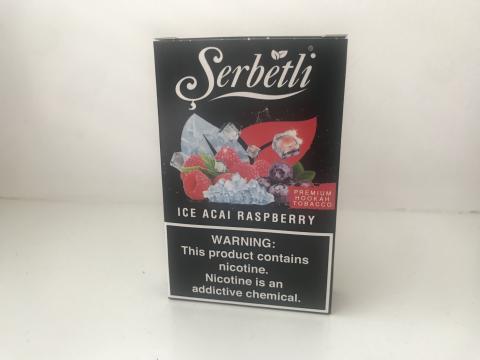 Şerbetli®
PREMIUM
HOOKAH
TOBACCO
ICE ACAI RASPBERRY
WARNING:
This product contains
nicotine.
Nicotine is an
addictive chemical.